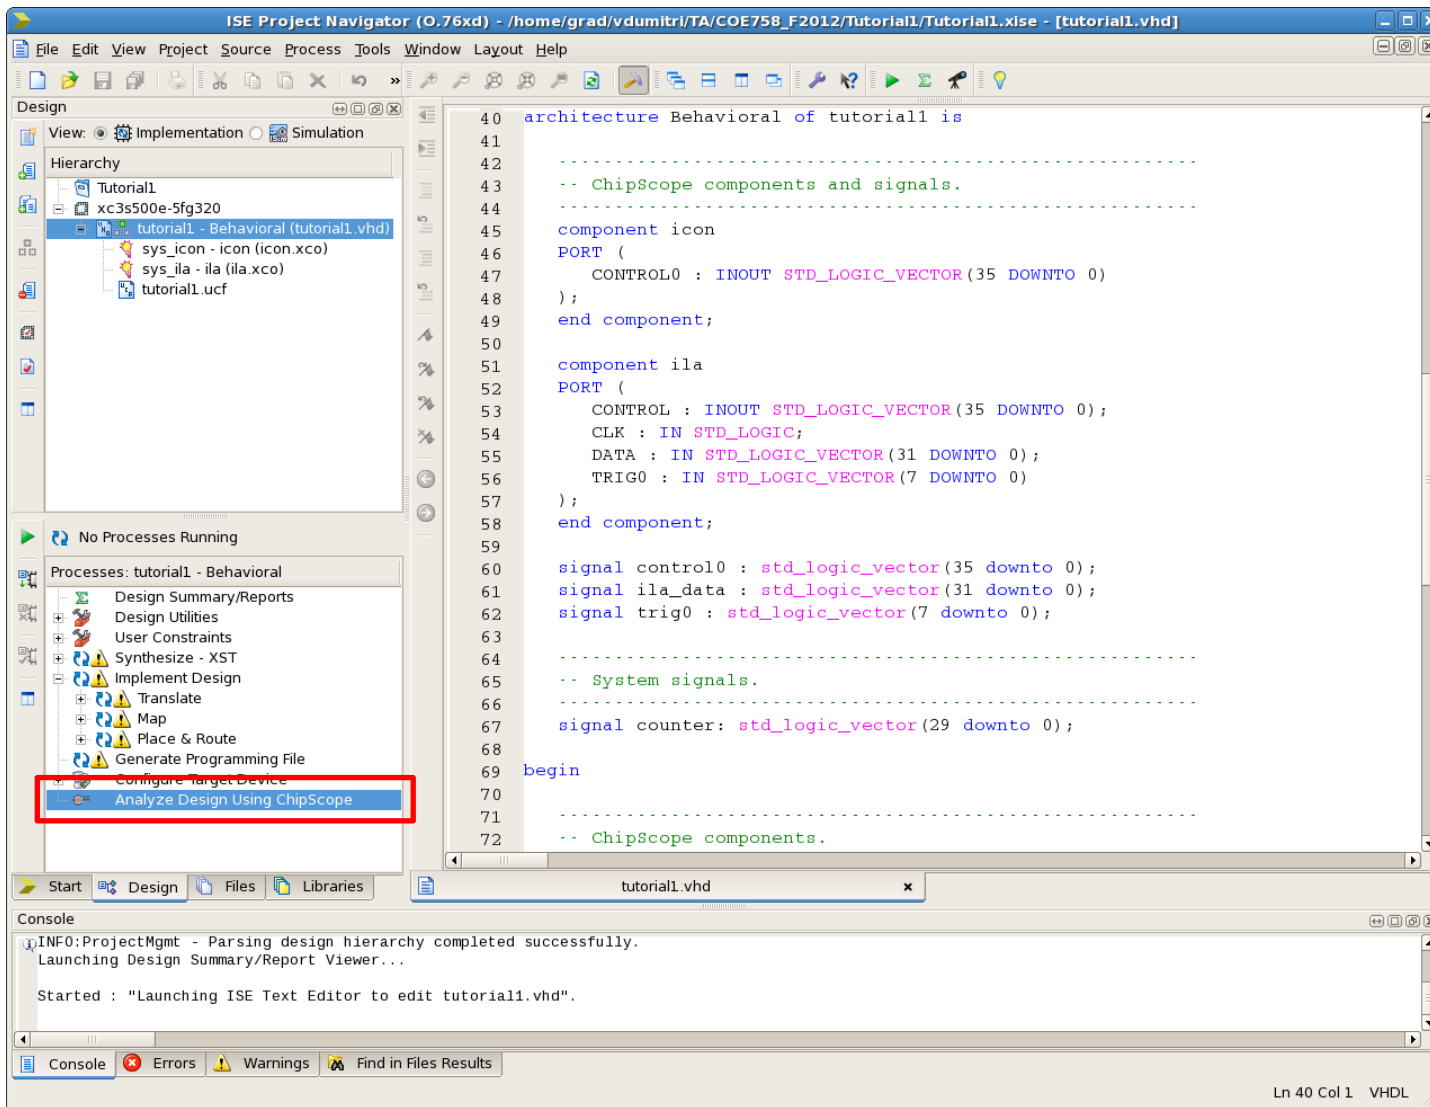 ISE Project Navigator (O.76xd) - /home/grad/vdumitri/TA/COE758_F2012/Tutorial1/Tutorial1.xise - [tutorial1.vhd]
File Edit View Project Source Process Tools Window Layout Help
»
Design
View: Implementation Simulation
Hierarchy
Tutorial1
xc3s500e-5fg320
tutorial1 - Behavioral (tutorial1.vhd)
sys_icon - icon (icon.xco)
sys_ila - ila (ila.xco)
tutorial1.ucf
No Processes Running
Processes: tutorial1 - Behavioral
Design Summary/Reports
Design Utilities
User Constraints
Synthesize - XST
Implement Design
Translate
Map
Place & Route
Generate Programming File
Configure Target Device
Analyze Design Using ChipScope
Start Design Files Libraries
40 architecture Behavioral of tutorial1 is
41
42 ---------------------------------------------------------
43 -- ChipScope components and signals.
44 ---------------------------------------------------------
45 component icon
46 PORT (
47 CONTROL0 : INOUT STD_LOGIC_VECTOR(35 DOWNTO 0)
48 );
49 end component;
50
51 component ila
52 PORT (
53 CONTROL : INOUT STD_LOGIC_VECTOR(35 DOWNTO 0);
54 CLK : IN STD_LOGIC;
55 DATA : IN STD_LOGIC_VECTOR(31 DOWNTO 0);
56 TRIG0 : IN STD_LOGIC_VECTOR(7 DOWNTO 0)
57 );
58 end component;
59
60 signal control0 : std_logic_vector(35 downto 0);
61 signal ila_data : std_logic_vector(31 downto 0);
62 signal trig0 : std_logic_vector(7 downto 0);
63
64 ---------------------------------------------------------
65 -- System signals.
66 ---------------------------------------------------------
67 signal counter: std_logic_vector(29 downto 0);
68
69 begin
70
71 ---------------------------------------------------------
72 -- ChipScope components.
tutorial1.vhd
Console
INFO:ProjectMgmt - Parsing design hierarchy completed successfully.
Launching Design Summary/Report Viewer...
Started : "Launching ISE Text Editor to edit tutorial1.vhd".
Console Errors Warnings Find in Files Results
Ln 40 Col 1 VHDL